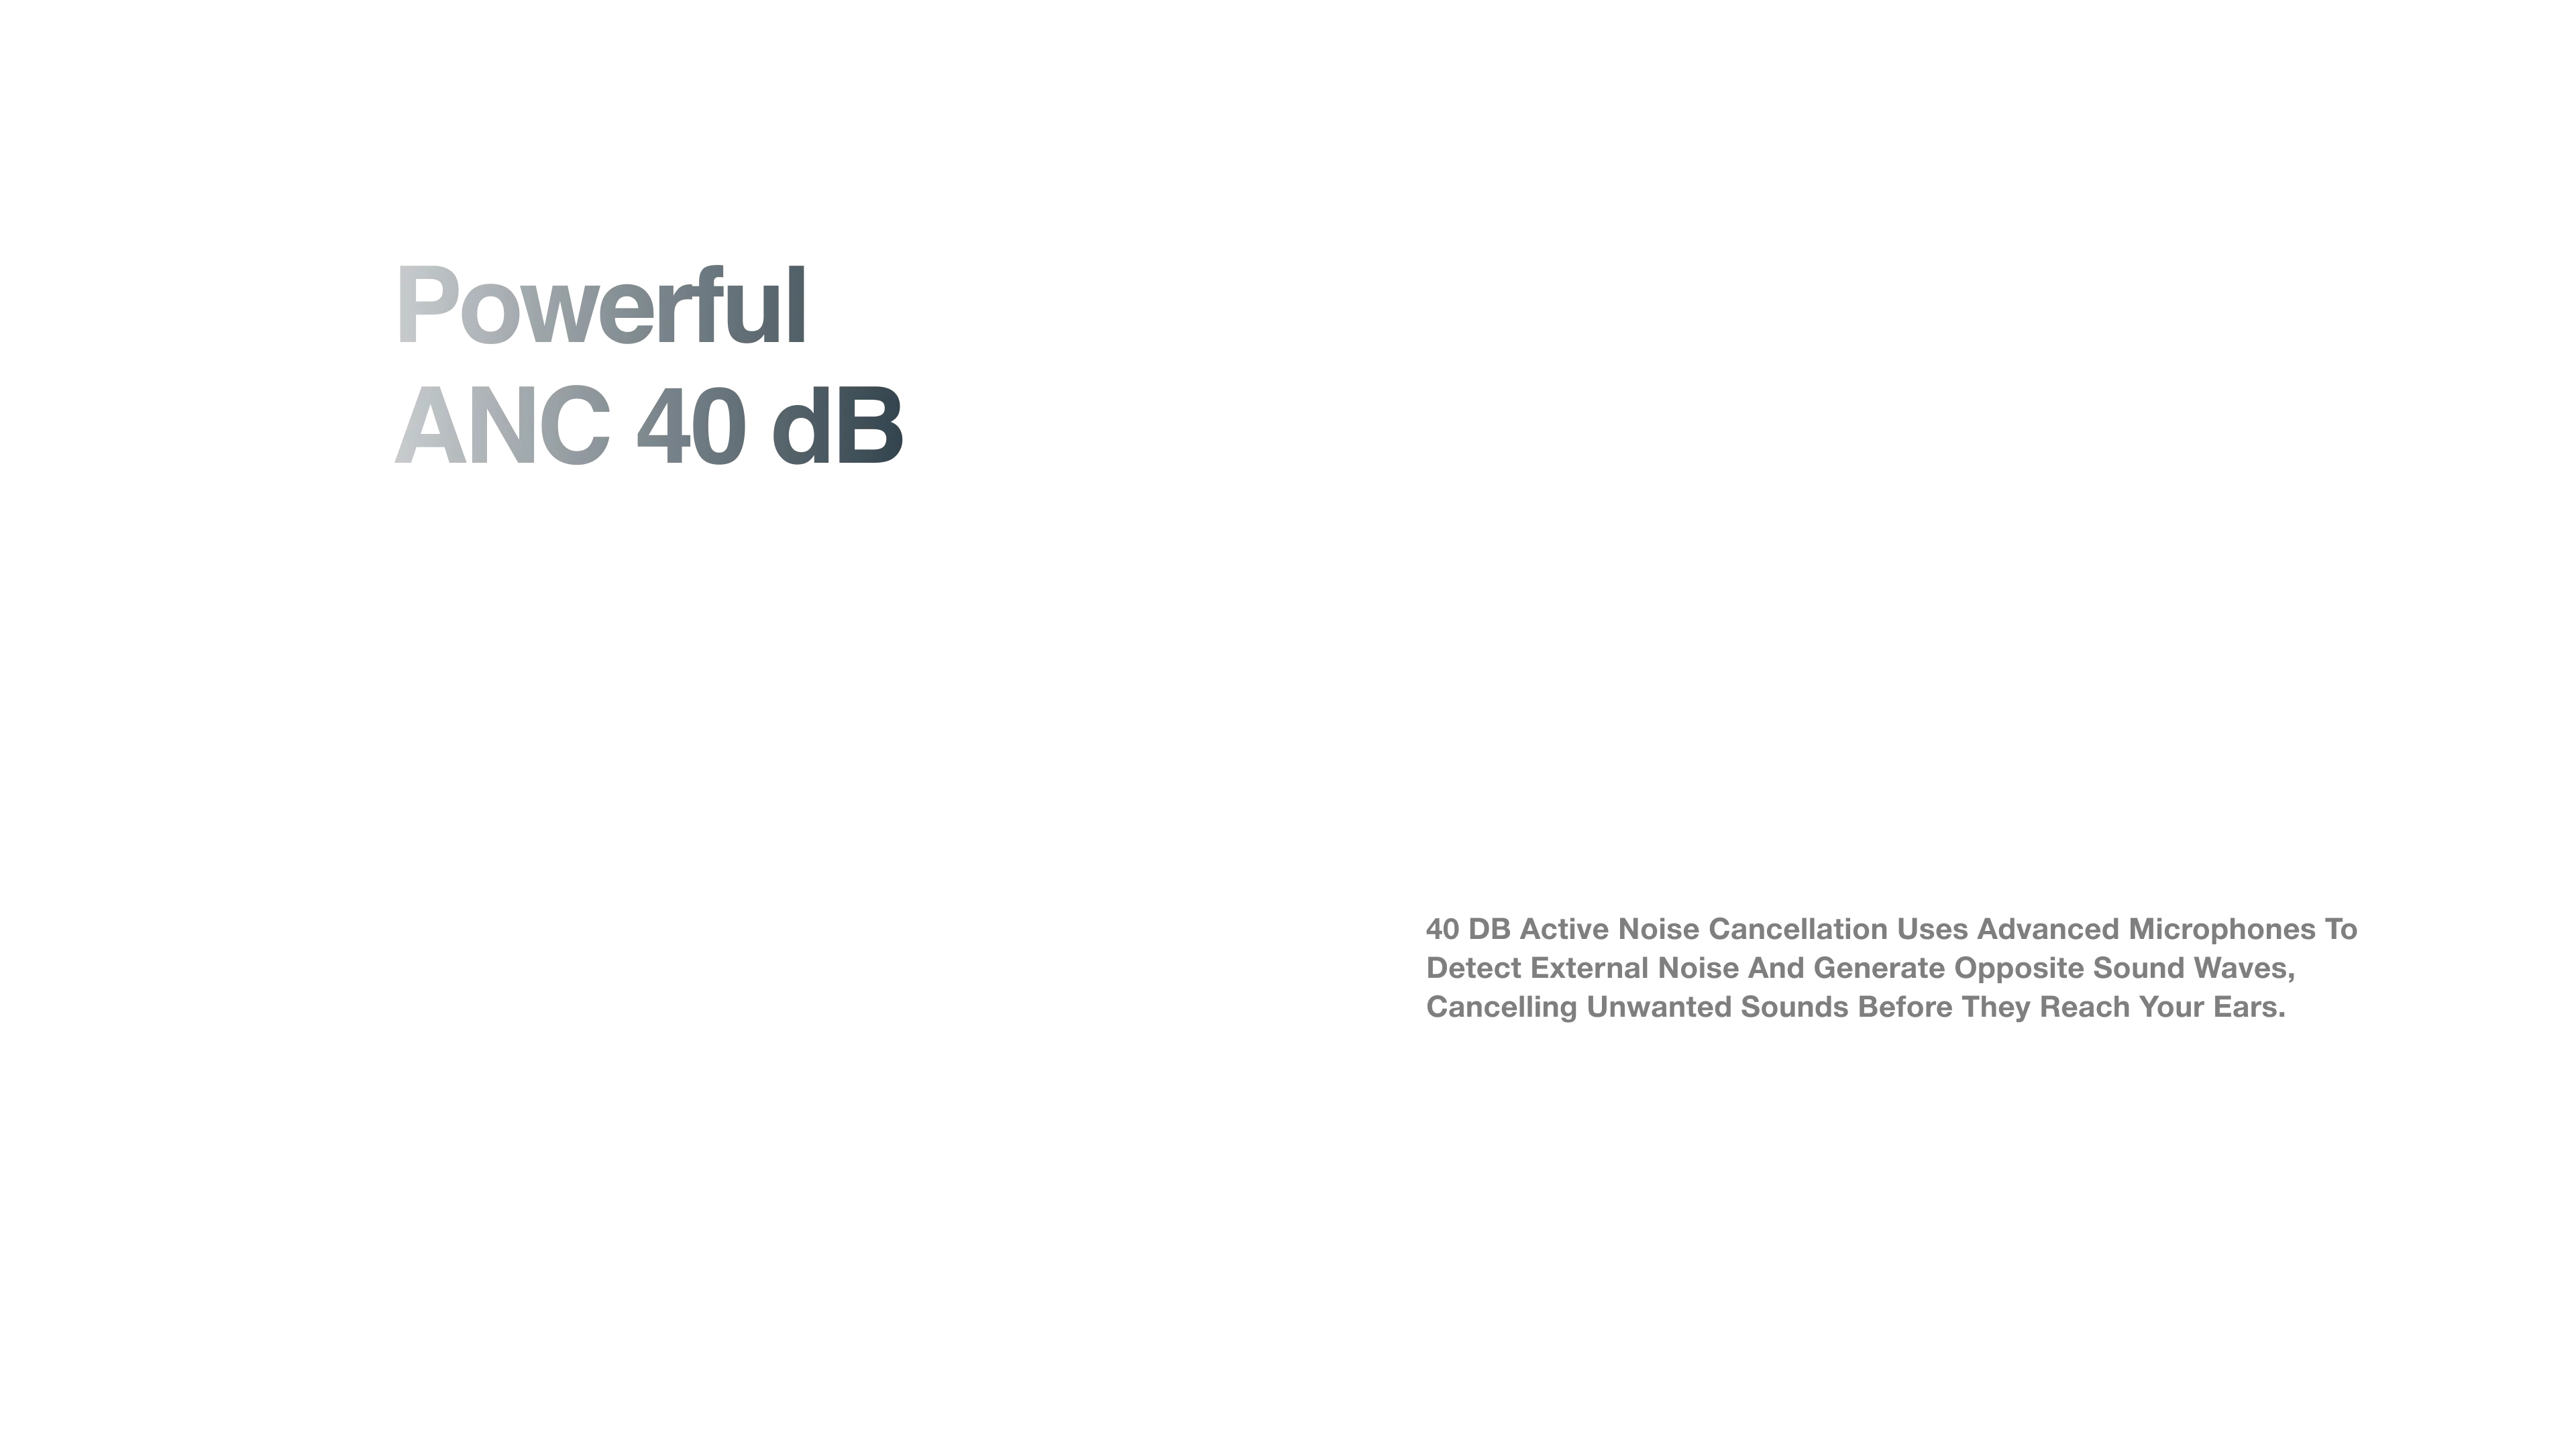 Powerful
ANC 40 dB
40 DB Active Noise Cancellation Uses Advanced Microphones To
Detect External Noise And Generate Opposite Sound Waves,
Cancelling Unwanted Sounds Before They Reach Your Ears.